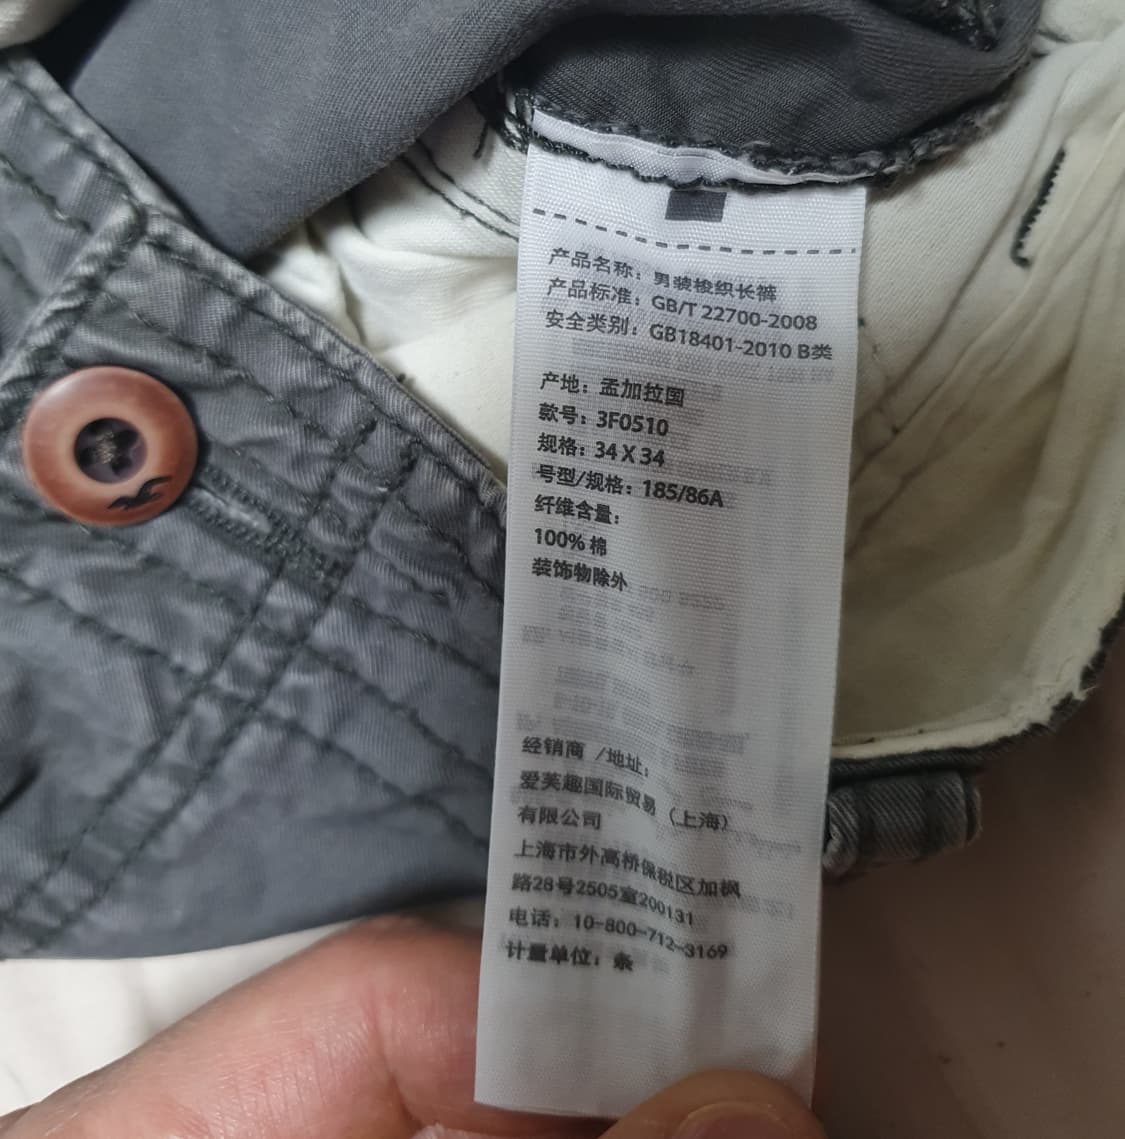 产品名称：男装梭织长裤
产品标准：GB/T 22700-2008
安全类别：GB18401-2010 B类
产地：孟加拉国
款号：3F0510
规格：34 X 34
号型/规格：185/86A
纤维含量：
100% 棉
装饰物除外
经销商 /地址：
爱芙趣国际贸易（上海）
有限公司
上海市外高桥保税区加枫
路28号2505室200131
电话：10-800-712-3169
计量单位：条